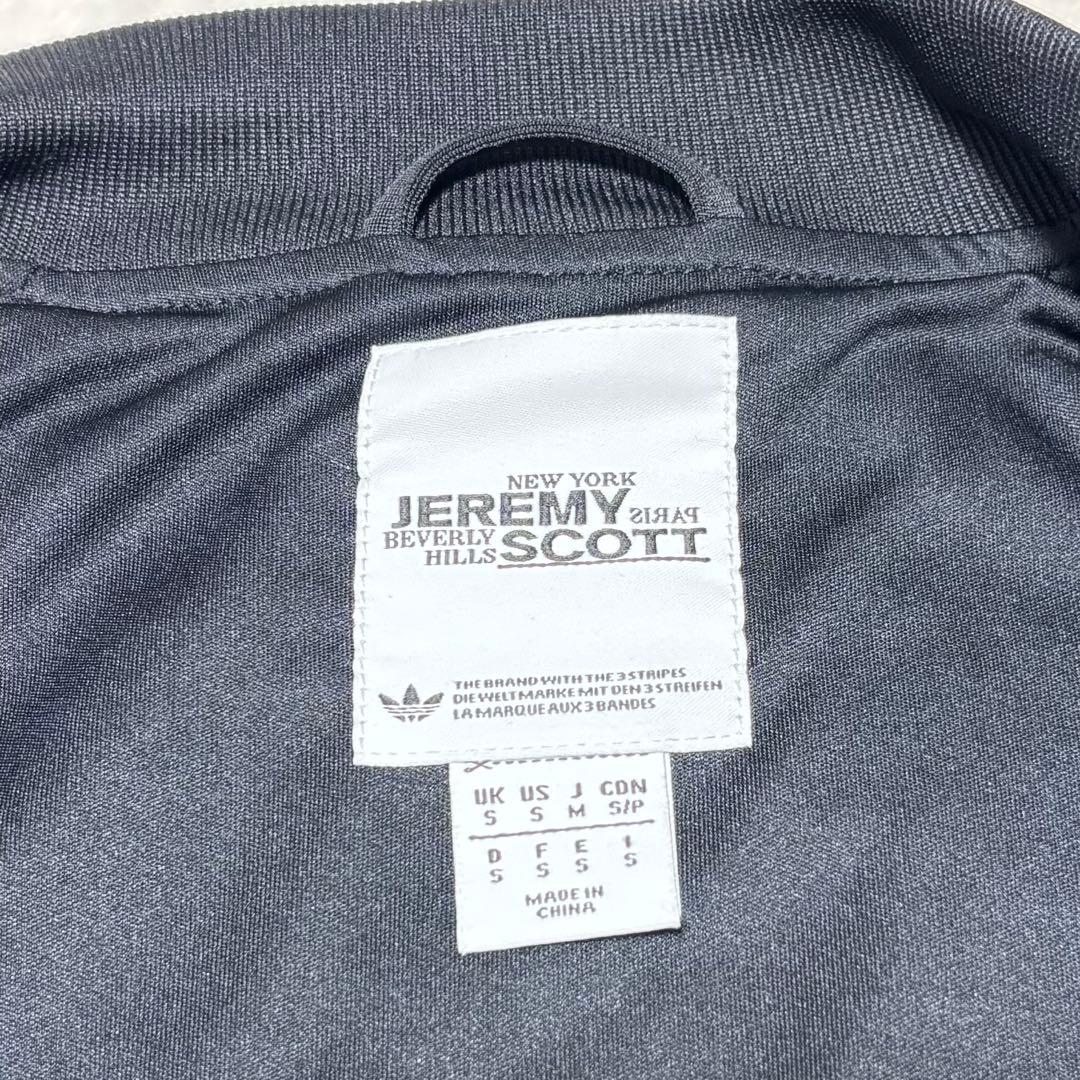 NEW YORK
JEREMY PARIS
BEVERLY HILLS SCOTT
THE BRAND WITH THE 3 STRIPES
DIE WELTMARKE MIT DEN 3 STREIFEN
LA MARQUE AUX 3 BANDES
UK US J CDN
S S M S/P
D F E I
S S S S
MADE IN
CHINA